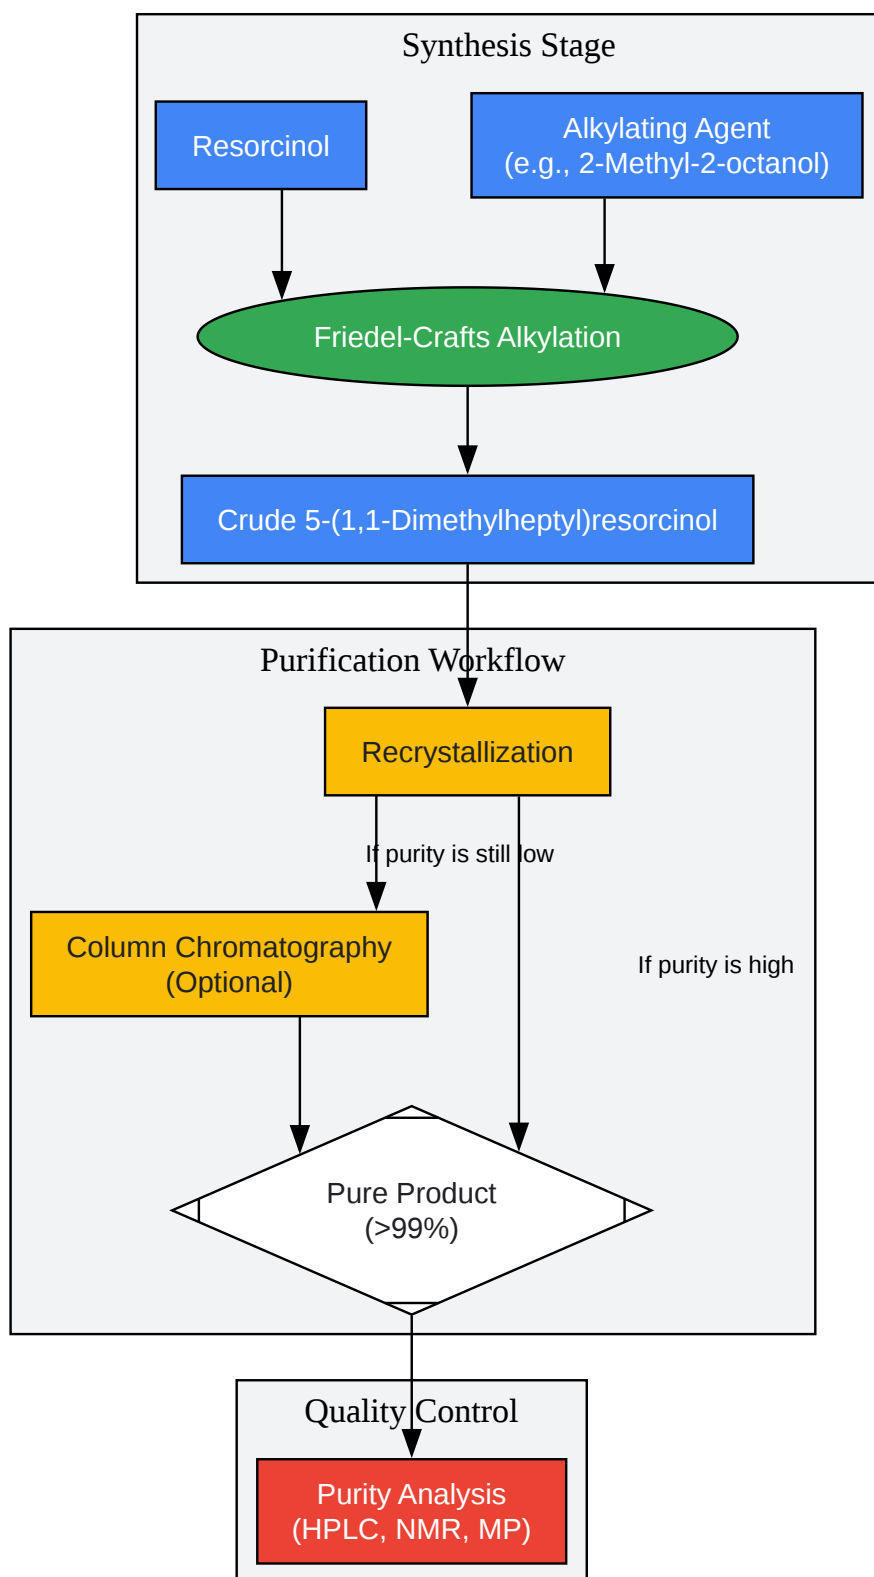 Synthesis Stage
Resorcinol
Alkylating Agent
(e.g., 2-Methyl-2-octanol)
Friedel-Crafts Alkylation
Crude 5-(1,1-Dimethylheptyl)resorcinol
Purification Workflow
Recrystallization
If purity is still low
Column Chromatography
(Optional)
If purity is high
Pure Product
(>99%)
Quality Control
Purity Analysis
(HPLC, NMR, MP)